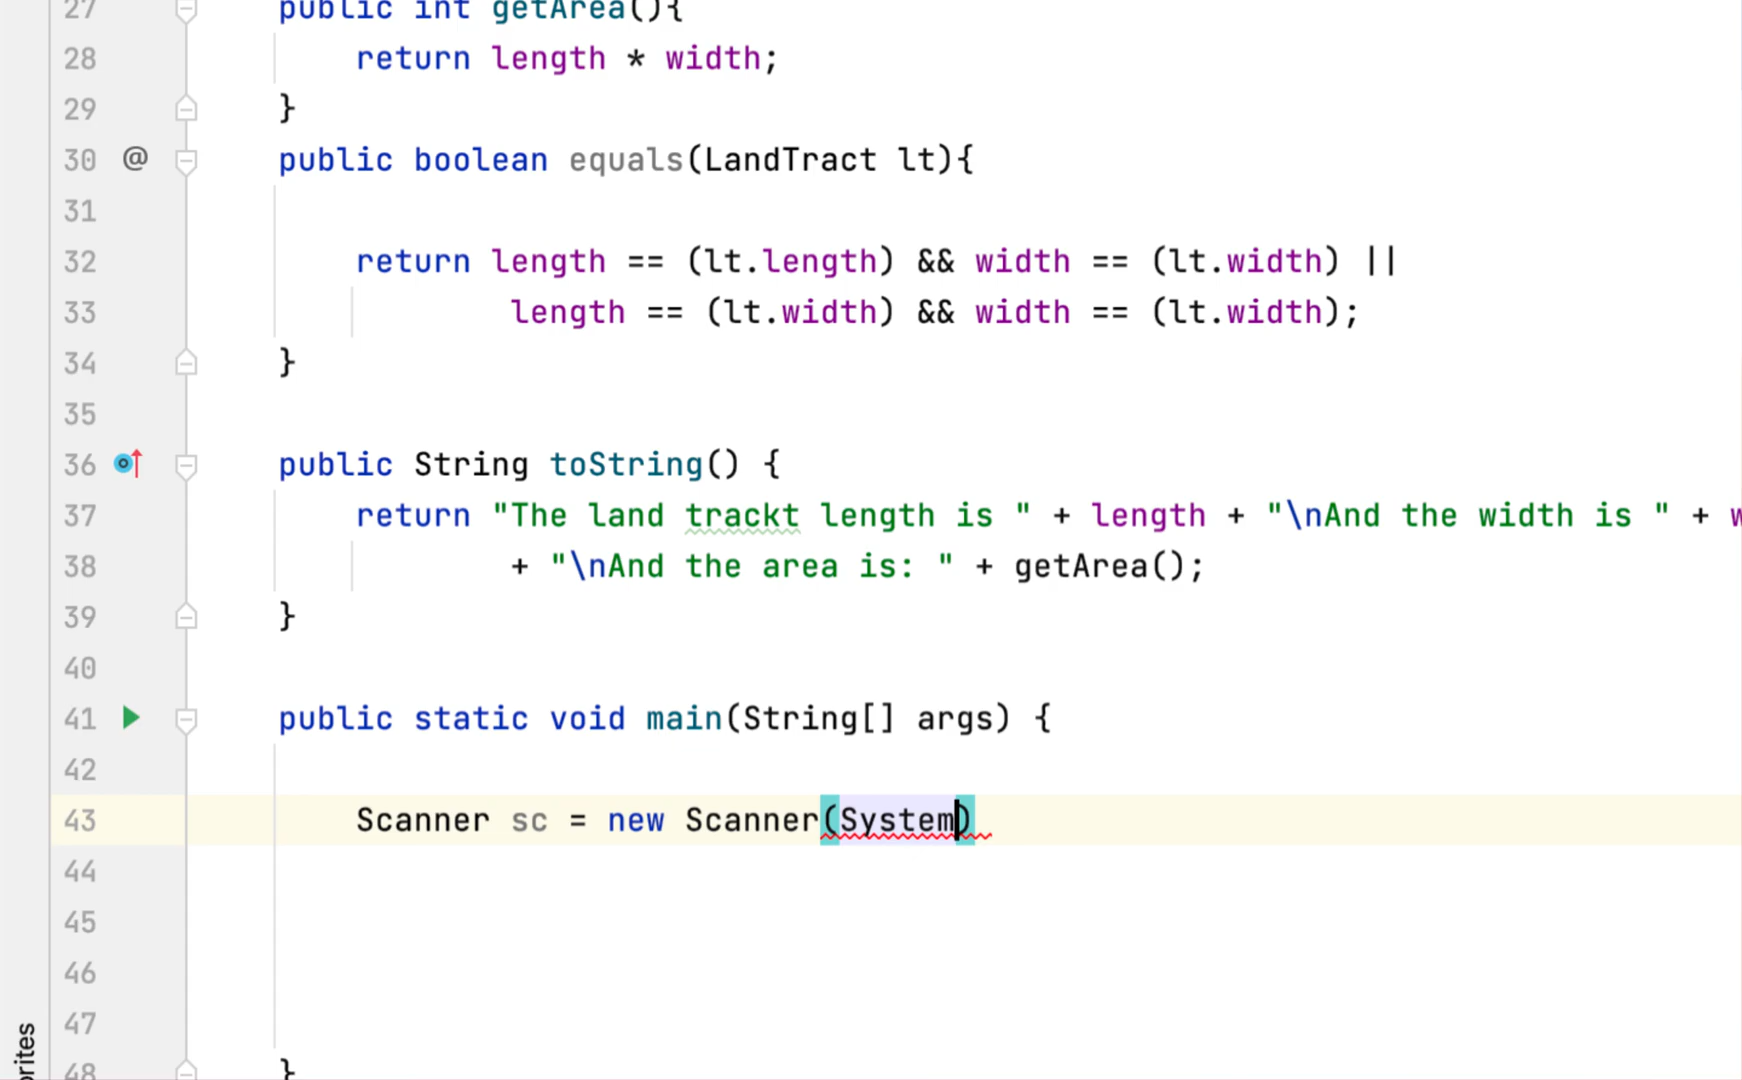 27 public int getArea(){
28 return length * width;
29 }
30 @ public boolean equals(LandTract lt){
31
32 return length == (lt.length) && width == (lt.width) ||
33 length == (lt.width) && width == (lt.width);
34 }
35
36 public String toString() {
37 return "The land trackt length is " + length + "\nAnd the width is " + w
38 + "\nAnd the area is: " + getArea();
39 }
40
41 public static void main(String[] args) {
42
43 Scanner sc = new Scanner(System)
44
45
46
47
48 }
orites